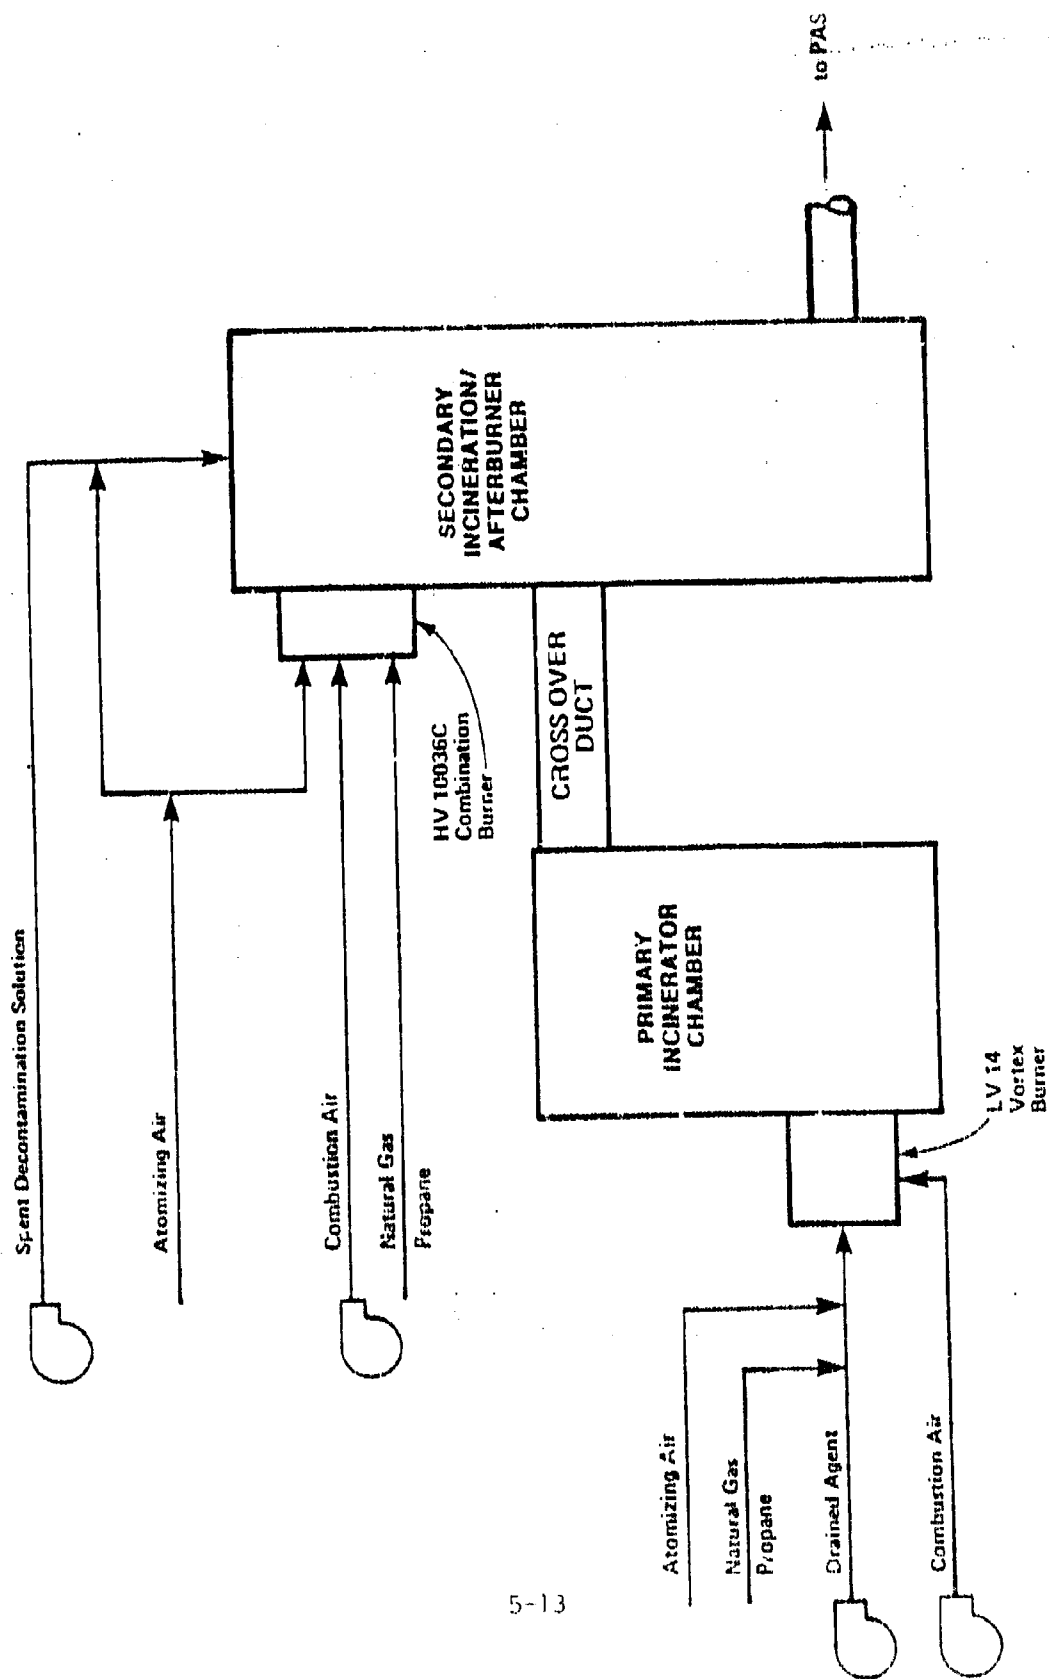 Spent Decontamination Solution
Atomizing Air
Combustion Air
Natural Gas
Propane
HV 10036C
Combination
Burner
SECONDARY
INCINERATION/
AFTERBURNER
CHAMBER
to PAS
CROSS OVER
DUCT
PRIMARY
INCINERATOR
CHAMBER
LV 14
Vortex
Burner
Atomizing Air
Natural Gas
Propane
Drained Agent
Combustion Air
5-13